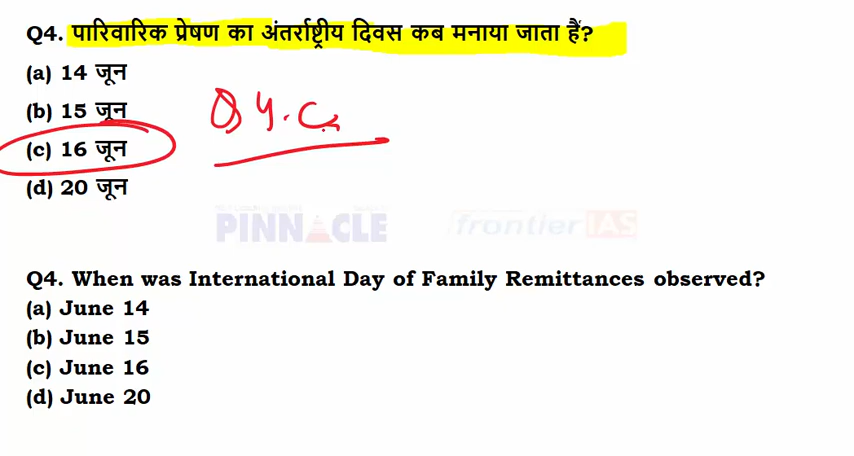 Q4. पारिवारिक प्रेषण का अंतर्राष्ट्रीय दिवस कब मनाया जाता हैं?
(a) 14 जून
(b) 15 जून
Q4. C
(c) 16 जून
(d) 20 जून
PINNACLE frontier IAS
Q4. When was International Day of Family Remittances observed?
(a) June 14
(b) June 15
(c) June 16
(d) June 20